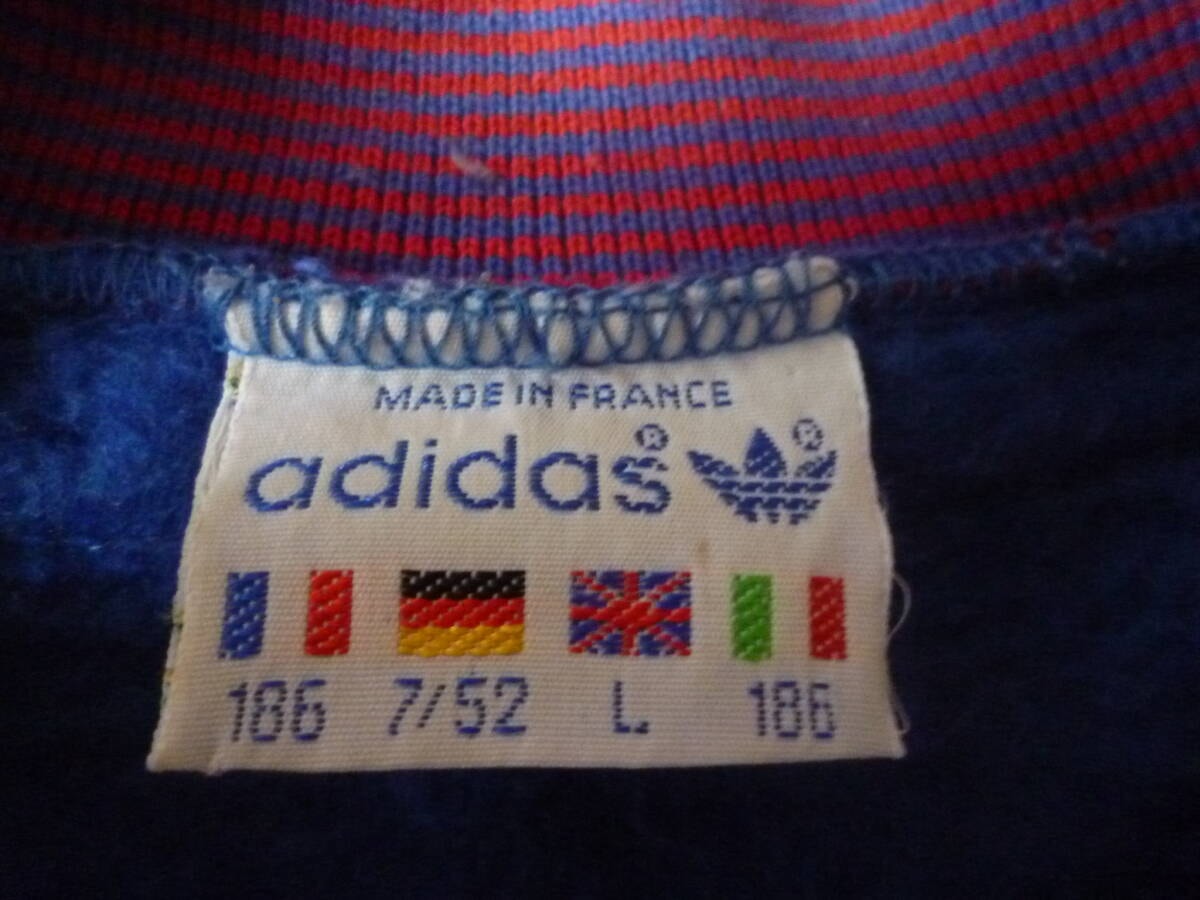 MADE IN FRANCE
adidas® ®
186 7/52 L 186